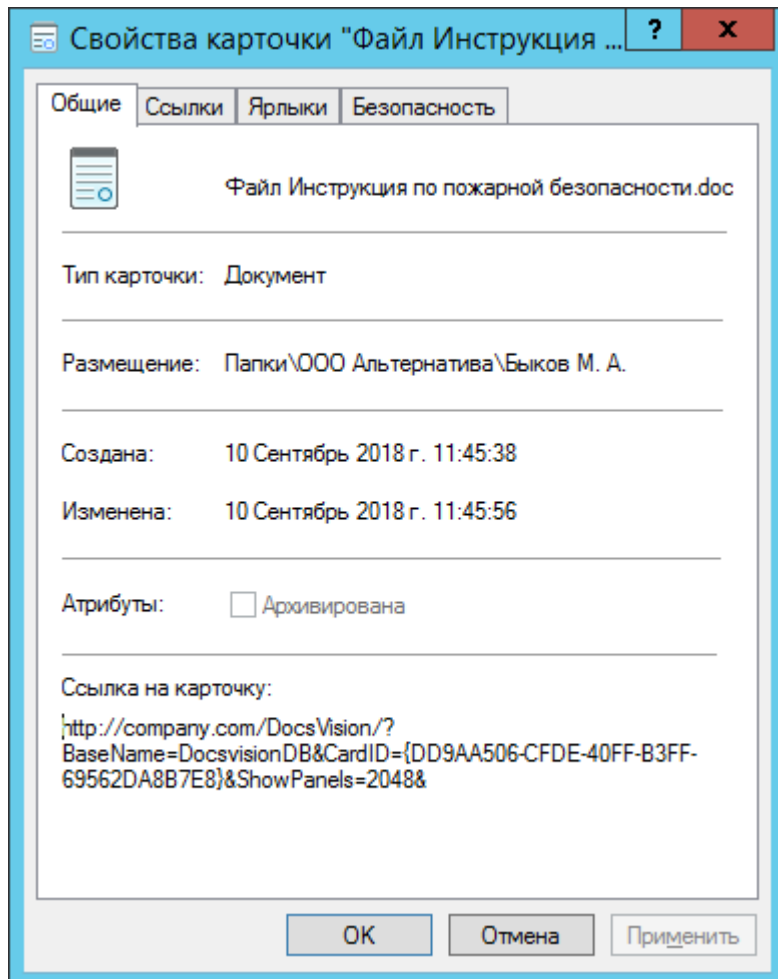 Свойства карточки "Файл Инструкция ...
?
x
Общие
Ссылки
Ярлыки
Безопасность
Файл Инструкция по пожарной безопасности.doc
Тип карточки: Документ
Размещение: Папки\ООО Альтернатива\Быков М. А.
Создана: 10 Сентябрь 2018 г. 11:45:38
Изменена: 10 Сентябрь 2018 г. 11:45:56
Атрибуты: Архивирована
Ссылка на карточку:
http://company.com/DocsVision/?
BaseName=DocsvisionDB&CardID={DD9AA506-CFDE-40FF-B3FF-
69562DA8B7E8}&ShowPanels=2048&
OK
Отмена
Применить